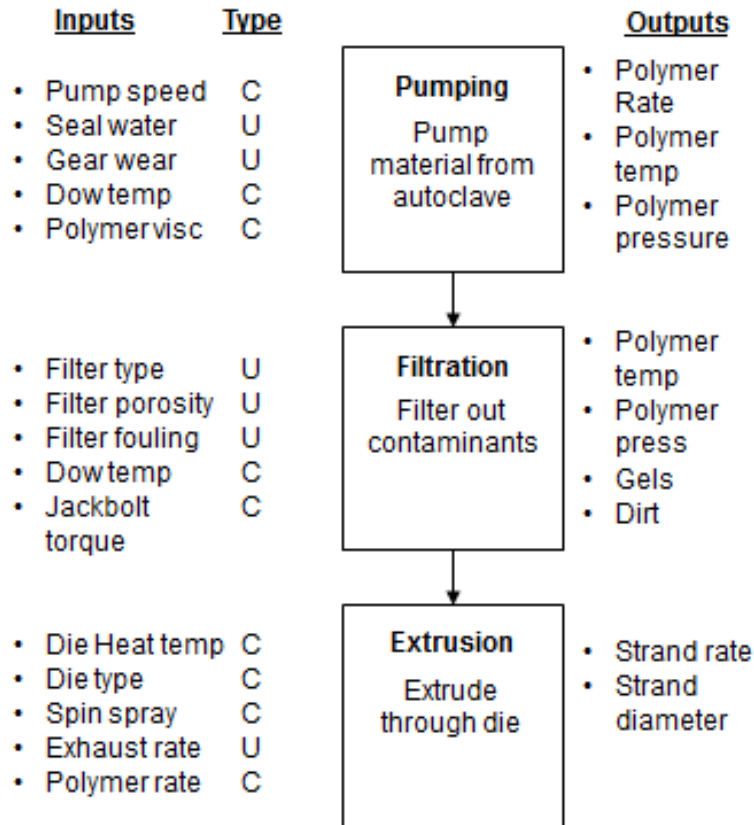 Inputs Type Outputs
• Pump speed C
• Seal water U
• Gear wear U
• Dow temp C
• Polymer visc C
Pumping
Pump
material from
autoclave
• Polymer
Rate
• Polymer
temp
• Polymer
pressure
• Filter type U
• Filter porosity U
• Filter fouling U
• Dow temp C
• Jackbolt C
torque
Filtration
Filter out
contaminants
• Polymer
temp
• Polymer
press
• Gels
• Dirt
• Die Heat temp C
• Die type C
• Spin spray C
• Exhaust rate U
• Polymer rate C
Extrusion
Extrude
through die
• Strand rate
• Strand
diameter